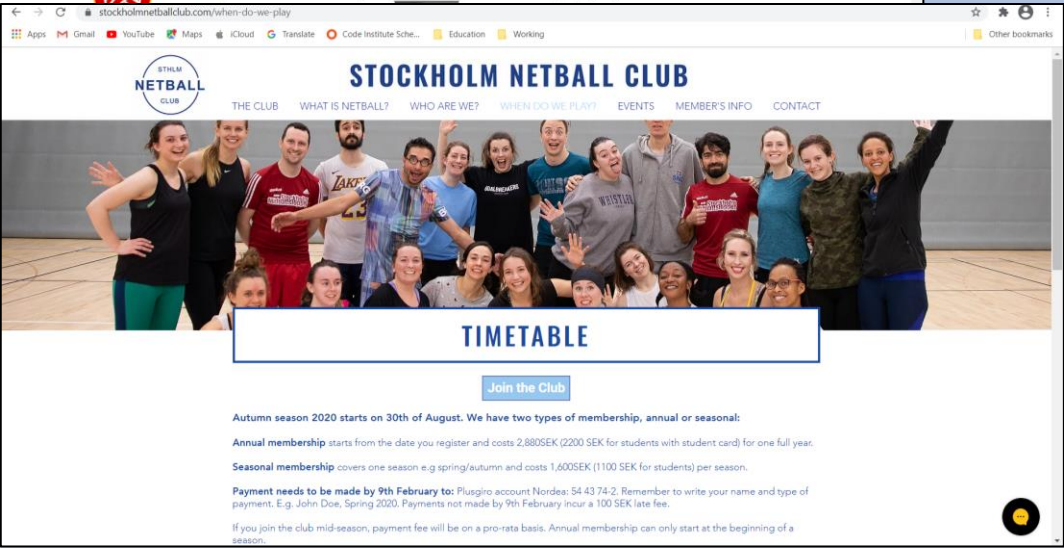 stockholmnetballclub.com/when-do-we-play
Apps Gmail YouTube Maps iCloud Translate Code Institute Sche... Education Working Other bookmarks
STHLM
NETBALL
CLUB
STOCKHOLM NETBALL CLUB
THE CLUB WHAT IS NETBALL? WHO ARE WE? WHEN DO WE PLAY? EVENTS MEMBER'S INFO CONTACT
LAKE
23
WHISTLER
TIMETABLE
Join the Club
Autumn season 2020 starts on 30th of August. We have two types of membership, annual or seasonal:
Annual membership starts from the date you register and costs 2,880SEK (2200 SEK for students with student card) for one full year.
Seasonal membership covers one season e.g spring/autumn and costs 1,600SEK (1100 SEK for students) per season.
Payment needs to be made by 9th February to: Plusgiro account Nordea: 54 43 74-2. Remember to write your name and type of
payment. E.g. John Doe, Spring 2020. Payments not made by 9th February incur a 100 SEK late fee.
If you join the club mid-season, payment fee will be on a pro-rata basis. Annual membership can only start at the beginning of a
season.